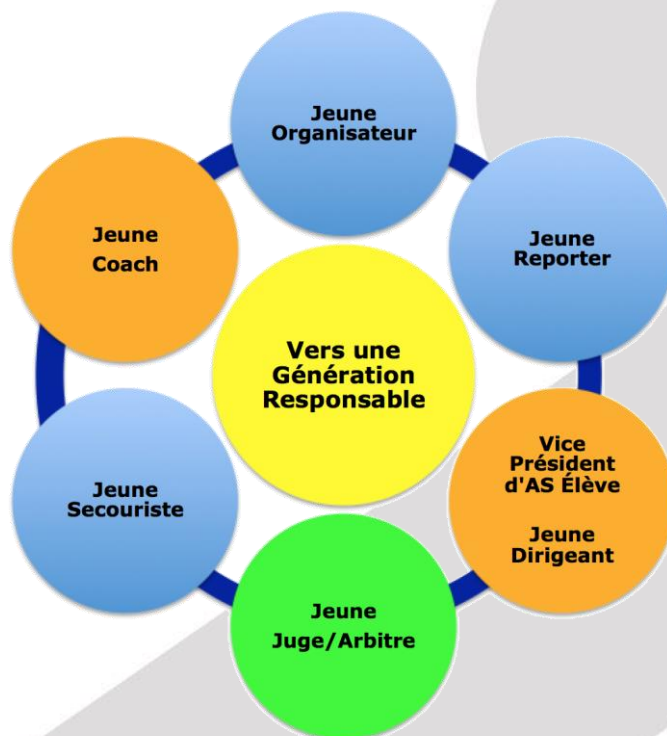 Jeune
Organisateur
Jeune
Coach
Jeune
Reporter
Vers une
Génération
Responsable
Vice
Président
d'AS Élève
Jeune
Dirigeant
Jeune
Secouriste
Jeune
Juge/Arbitre